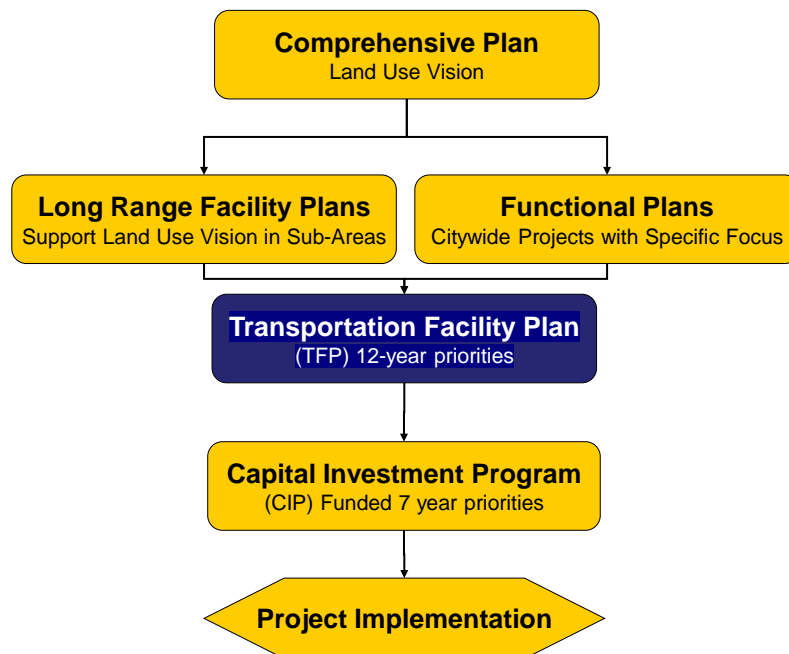 Comprehensive Plan
Land Use Vision
Long Range Facility Plans
Support Land Use Vision in Sub-Areas
Functional Plans
Citywide Projects with Specific Focus
Transportation Facility Plan
(TFP) 12-year priorities
Capital Investment Program
(CIP) Funded 7 year priorities
Project Implementation